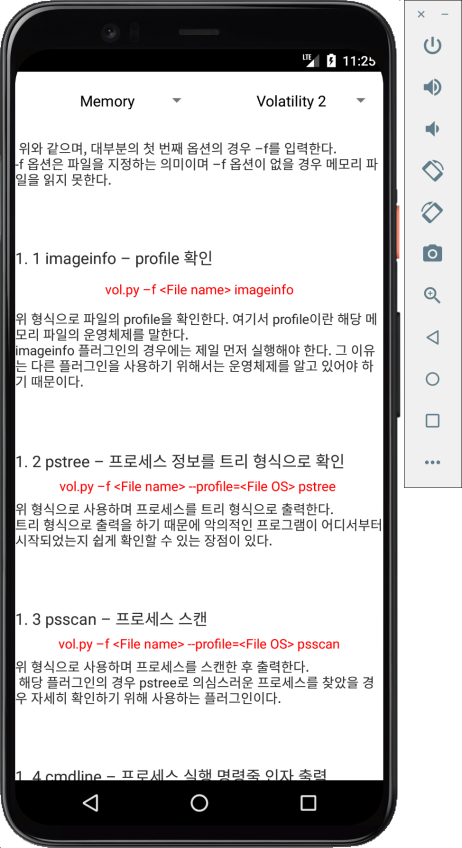 LTE 11:25
Memory Volatility 2
위와 같으며, 대부분의 첫 번째 옵션의 경우 –f를 입력한다.
-f 옵션은 파일을 지정하는 의미이며 –f 옵션이 없을 경우 메모리 파
일을 읽지 못한다.
1. 1 imageinfo – profile 확인
vol.py –f <File name> imageinfo
위 형식으로 파일의 profile을 확인한다. 여기서 profile이란 해당 메
모리 파일의 운영체제를 말한다.
imageinfo 플러그인의 경우에는 제일 먼저 실행해야 한다. 그 이유
는 다른 플러그인을 사용하기 위해서는 운영체제를 알고 있어야 하
기 때문이다.
1. 2 pstree – 프로세스 정보를 트리 형식으로 확인
vol.py –f <File name> --profile=<File OS> pstree
위 형식으로 사용하며 프로세스를 트리 형식으로 출력한다.
트리 형식으로 출력을 하기 때문에 악의적인 프로그램이 어디서부터
시작되었는지 쉽게 확인할 수 있는 장점이 있다.
1. 3 psscan – 프로세스 스캔
vol.py –f <File name> --profile=<File OS> psscan
위 형식으로 사용하며 프로세스를 스캔한 후 출력한다.
해당 플러그인의 경우 pstree로 의심스러운 프로세스를 찾았을 경
우 자세히 확인하기 위해 사용하는 플러그인이다.
1. 4 cmdline – 프로세스 실행 명령줄 인자 출력